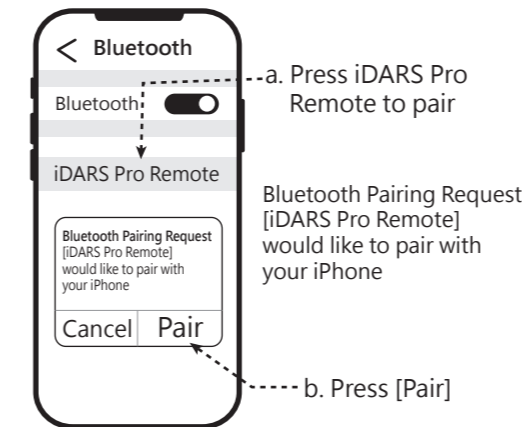 Bluetooth
Bluetooth
a. Press iDARS Pro
Remote to pair
iDARS Pro Remote
Bluetooth Pairing Request
[iDARS Pro Remote]
would like to pair with
your iPhone
Cancel
Pair
Bluetooth Pairing Request
[iDARS Pro Remote]
would like to pair with
your iPhone
b. Press [Pair]